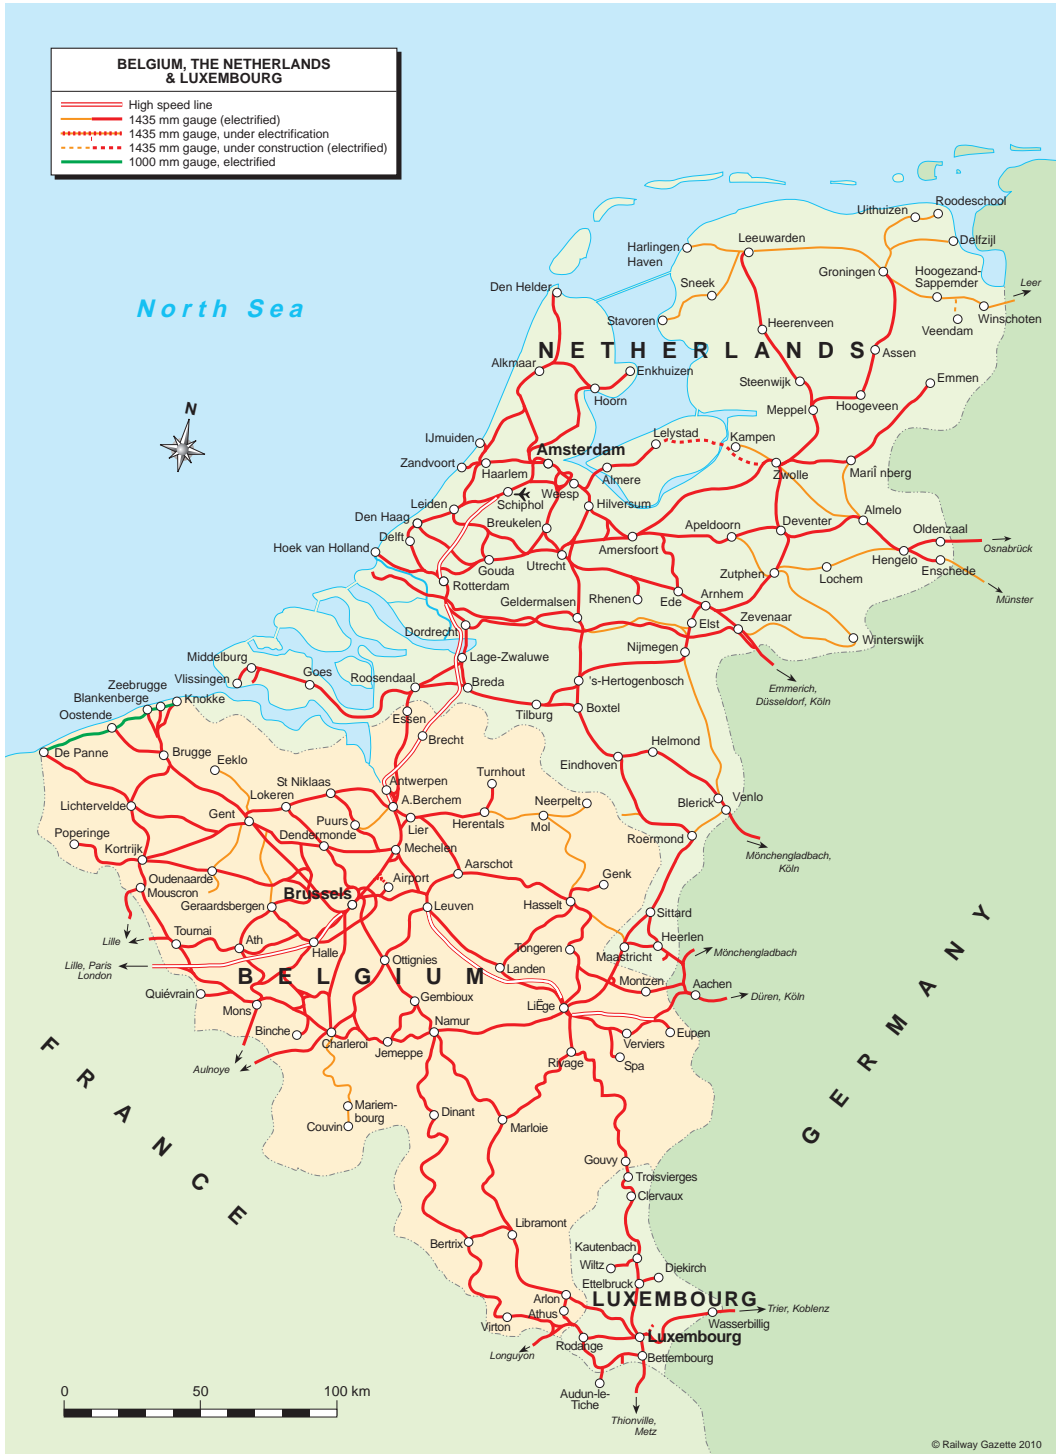 BELGIUM, THE NETHERLANDS
& LUXEMBOURG
High speed line
1435 mm gauge (electrified)
1435 mm gauge, under electrification
1435 mm gauge, under construction (electrified)
1000 mm gauge, electrified
North Sea
N
NETHERLANDS
Uithuizen
Roodeschool
Delfzijl
Harlingen
Haven
Leeuwarden
Groningen
Hoogezand-
Sappemder
Leer
Sneek
Den Helder
Stavoren
Heerenveen
Veendam
Winschoten
Assen
Alkmaar
Enkhuizen
Steenwijk
Emmen
Hoorn
Meppel
Hoogeveen
IJmuiden
Lelystad
Kampen
Amsterdam
Zandvoort
Haarlem
Almere
Zwolle
Mariî nberg
Weesp
Schiphol
Leiden
Hilversum
Den Haag
Breukelen
Apeldoorn
Deventer
Almelo
Oldenzaal
Delft
Hoek van Holland
Amersfoort
Osnabrück
Gouda
Utrecht
Hengelo
Enschede
Zutphen
Lochem
Rotterdam
Münster
Geldermalsen
Rhenen
Ede
Arnhem
Dordrecht
Elst
Zevenaar
Nijmegen
Winterswijk
Lage-Zwaluwe
Middelburg
Vlissingen
Goes
Roosendaal
Breda
's-Hertogenbosch
Emmerich,
Düsseldorf, Köln
Zeebrugge
Blankenberge
Knokke
Oostende
Essen
Tilburg
Boxtel
Brecht
De Panne
Brugge
Eeklo
Helmond
Eindhoven
Turnhout
St Niklaas
Antwerpen
Lokeren
Neerpelt
Venlo
Blerick
Lichtervelde
Gent
A.Berchem
Puurs
Lier
Herentals
Mol
Poperinge
Dendermonde
Roermond
Kortrijk
Mechelen
Mönchengladbach,
Köln
Aarschot
Oudenaarde
Airport
Genk
Mouscron
Brussels
Geraardsbergen
Leuven
Hasselt
Sittard
Tournai
Lille
Ath
Halle
Tongeren
Maastricht
Heerlen
Mönchengladbach
Lille, Paris
London
BELGIUM
Ottignies
Landen
Montzen
Aachen
Düren, Köln
Quiévrain
Gembioux
LiËge
Mons
Binche
Namur
Charleroi
Jemeppe
Verviers
Eupen
Aulnoye
Rivage
Spa
GERMANY
FRANCE
Mariem-
bourg
Couvin
Dinant
Marloie
Gouvy
Troisvierges
Clervaux
Libramont
Bertrix
Kautenbach
Wiltz
Diekirch
Ettelbruck
Arlon
LUXEMBOURG
Athus
Trier, Koblenz
Virton
Wasserbillig
Luxembourg
Rodange
Longuyon
Bettembourg
Audun-le-
Tiche
Thionville,
Metz
0
50
100 km
© Railway Gazette 2010